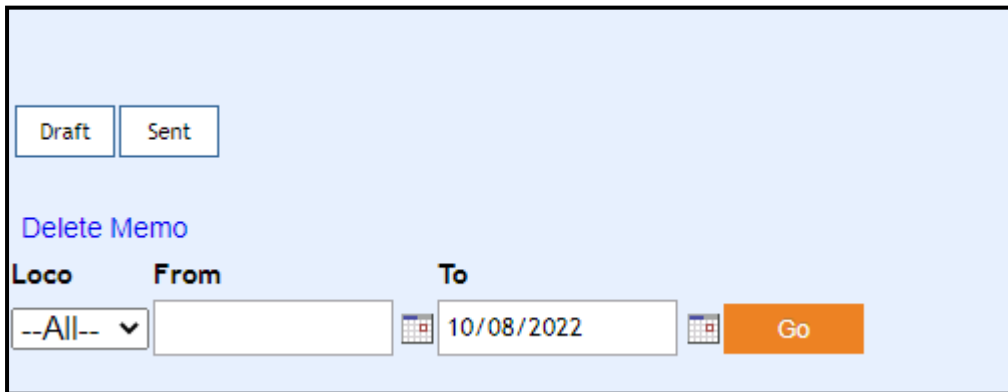 Draft Sent
Delete Memo
Loco From To
--All-- 10/08/2022 Go